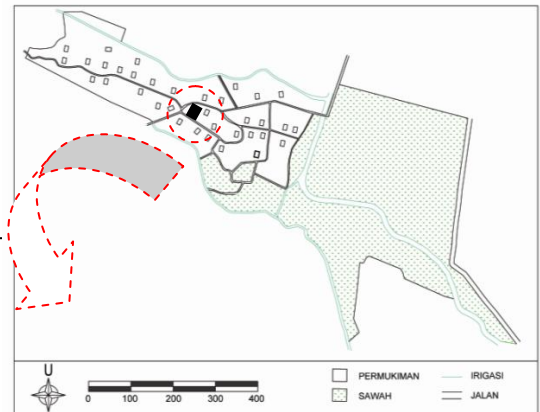 U
0 100 200 300 400
PERMUKIMAN
SAWAH
IRIGASI
JALAN